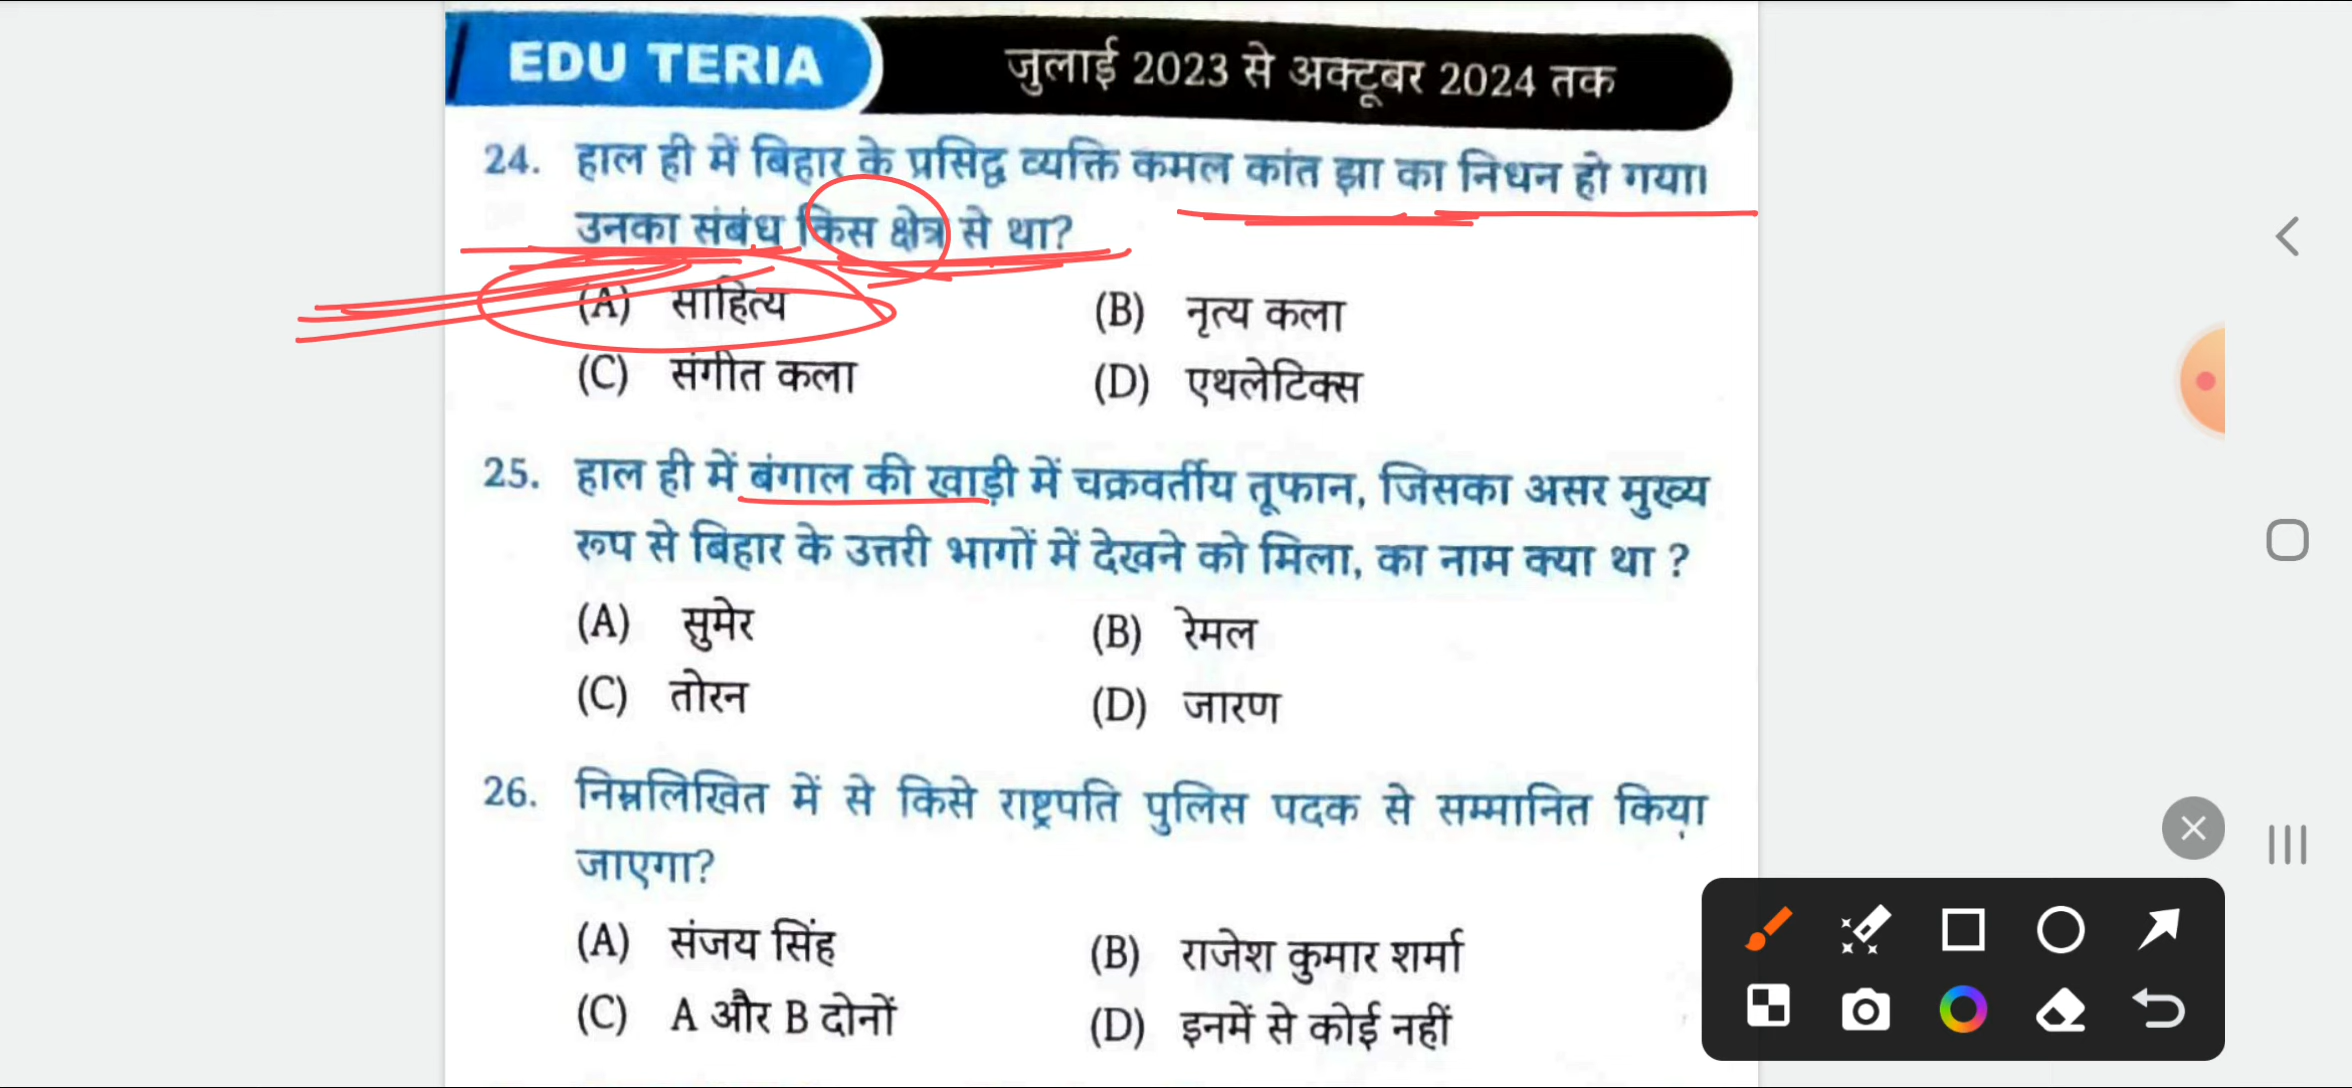 EDU TERIA
जुलाई 2023 से अक्टूबर 2024 तक
24. हाल ही में बिहार के प्रसिद्ध व्यक्ति कमल कांत झा का निधन हो गया।
उनका संबंध किस क्षेत्र से था?
(A) साहित्य (B) नृत्य कला
(C) संगीत कला (D) एथलेटिक्स
25. हाल ही में बंगाल की खाड़ी में चक्रवर्तीय तूफान, जिसका असर मुख्य
रूप से बिहार के उत्तरी भागों में देखने को मिला, का नाम क्या था ?
(A) सुमेर (B) रेमल
(C) तोरन (D) जारण
26. निम्नलिखित में से किसे राष्ट्रपति पुलिस पदक से सम्मानित किया
जाएगा?
(A) संजय सिंह (B) राजेश कुमार शर्मा
(C) A और B दोनों (D) इनमें से कोई नहीं